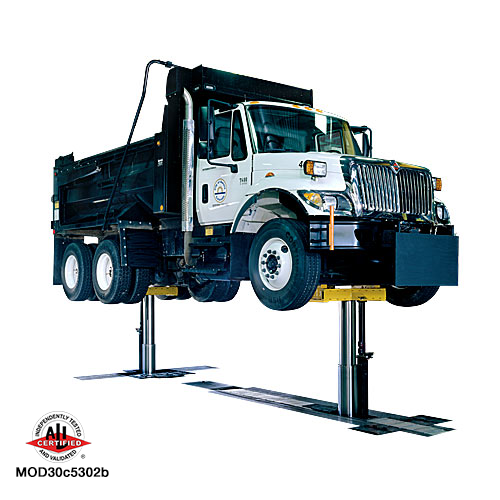 INDEPENDENTLY TESTED
ALI
CERTIFIED
AND VALIDATED
®
MOD30c5302b